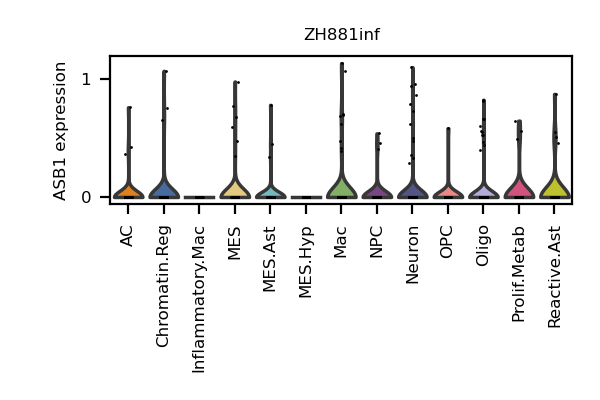 ZH881inf
ASB1 expression
1
0
AC
Chromatin.Reg
Inflammatory.Mac
MES
MES.Ast
MES.Hyp
Mac
NPC
Neuron
OPC
Oligo
Prolif.Metab
Reactive.Ast